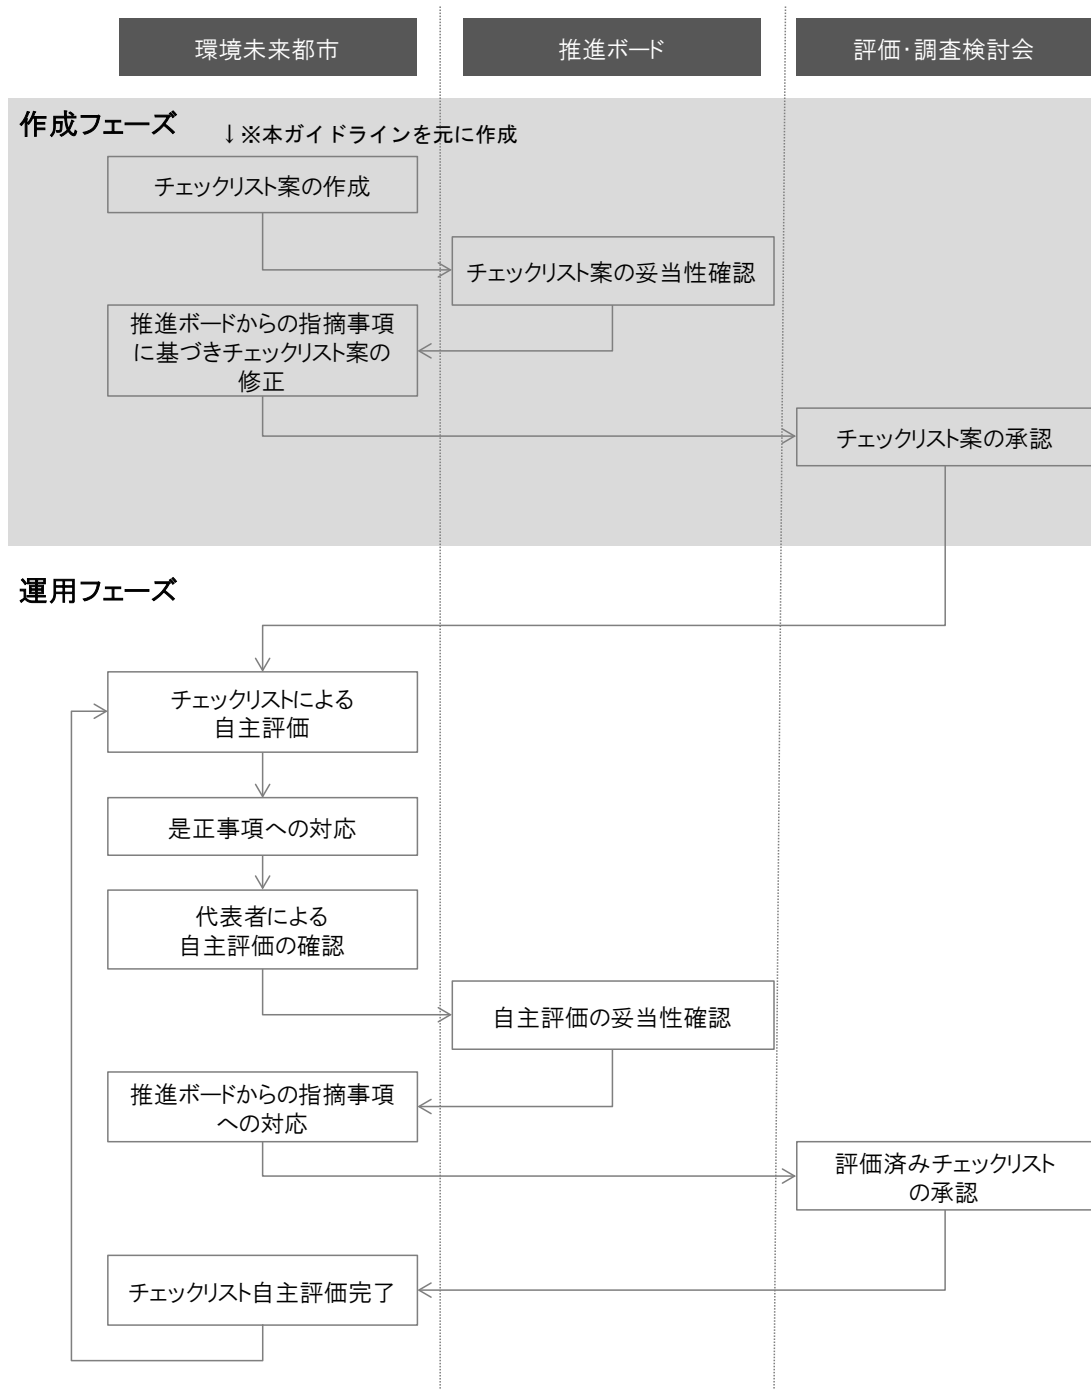 環境未来都市
推進ボード
評価・調査検討会
作成フェーズ
↓※本ガイドラインを元に作成
チェックリスト案の作成
チェックリスト案の妥当性確認
推進ボードからの指摘事項
に基づきチェックリスト案の
修正
チェックリスト案の承認
運用フェーズ
チェックリストによる
自主評価
是正事項への対応
代表者による
自主評価の確認
自主評価の妥当性確認
推進ボードからの指摘事項
への対応
評価済みチェックリスト
の承認
チェックリスト自主評価完了